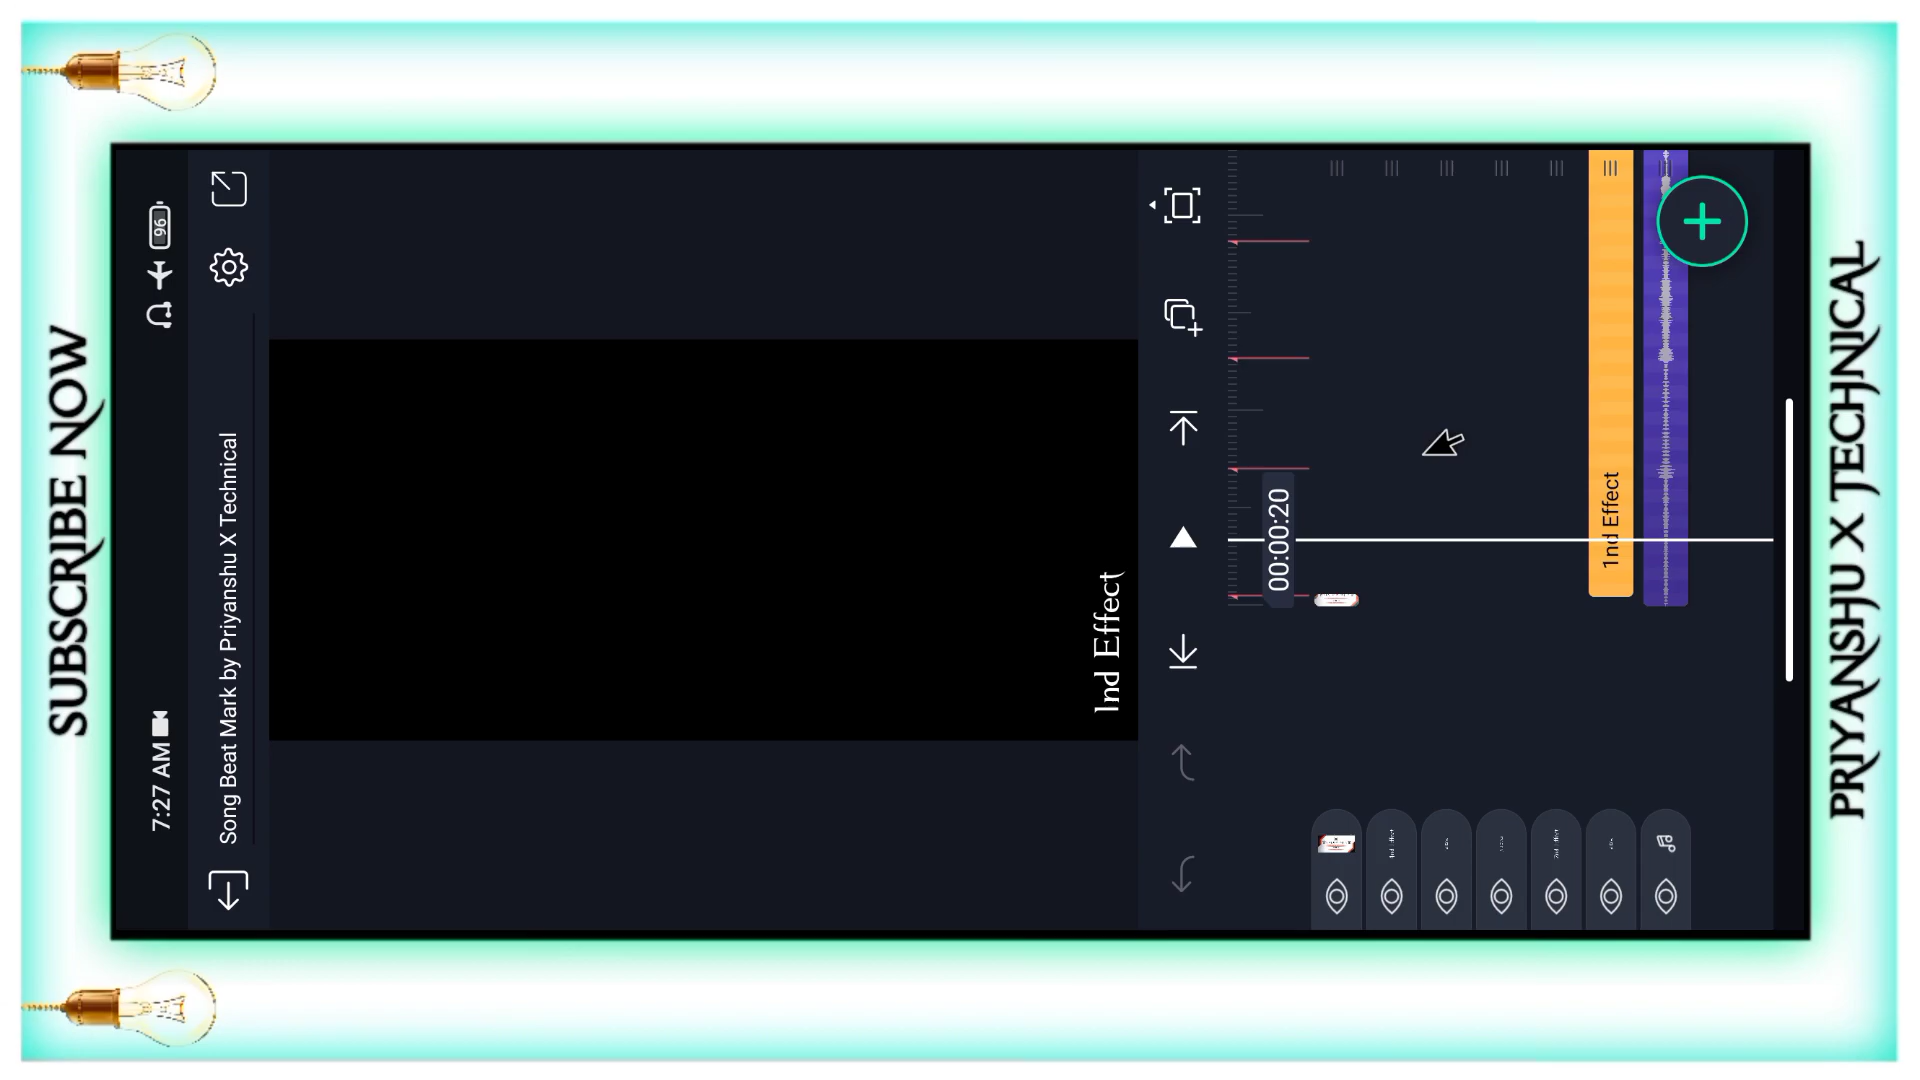 SUBSCRIBE NOW
7:27 AM
96
Song Beat Mark by Priyanshu X Technical
1nd Effect
00:00:20
1nd Effect
PRIYANSHU X TECHNICAL